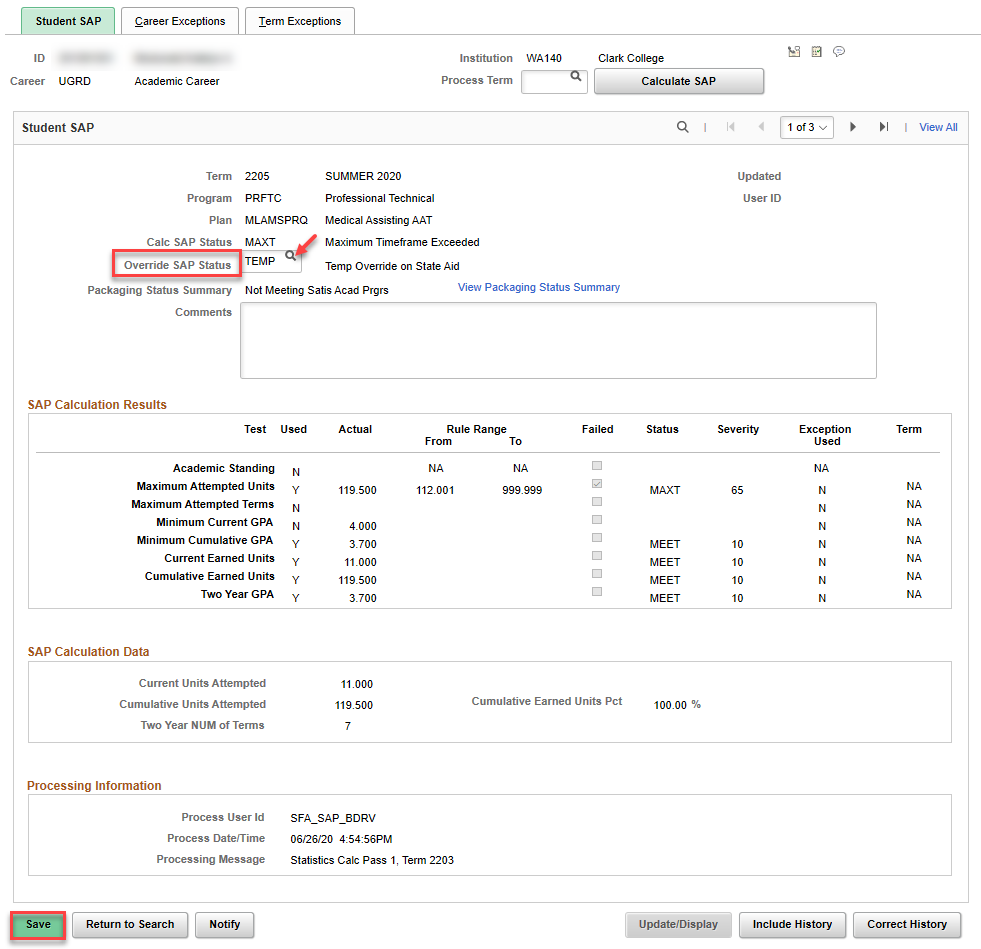 Student SAP Career Exceptions Term Exceptions
ID Institution WA140 Clark College
Career UGRD Academic Career Process Term Calculate SAP
Student SAP 1 of 3 View All
Term 2205 SUMMER 2020 Updated
Program PRFTC Professional Technical User ID
Plan MLAMSPRQ Medical Assisting AAT
Calc SAP Status MAXT Maximum Timeframe Exceeded
Override SAP Status TEMP Temp Override on State Aid
Packaging Status Summary Not Meeting Satis Acad Prgrs View Packaging Status Summary
Comments
SAP Calculation Results
Test Used Actual Rule Range Failed Status Severity Exception Term
From To Used
Academic Standing N NA NA NA
Maximum Attempted Units Y 119.500 112.001 999.999 MAXT 65 N NA
Maximum Attempted Terms N N NA
Minimum Current GPA N 4.000 N NA
Minimum Cumulative GPA Y 3.700 MEET 10 N NA
Current Earned Units Y 11.000 MEET 10 N NA
Cumulative Earned Units Y 119.500 MEET 10 N NA
Two Year GPA Y 3.700 MEET 10 N NA
SAP Calculation Data
Current Units Attempted 11.000
Cumulative Units Attempted 119.500 Cumulative Earned Units Pct 100.00 %
Two Year NUM of Terms 7
Processing Information
Process User Id SFA_SAP_BDRV
Process Date/Time 06/26/20 4:54:56PM
Processing Message Statistics Calc Pass 1, Term 2203
Save Return to Search Notify Update/Display Include History Correct History